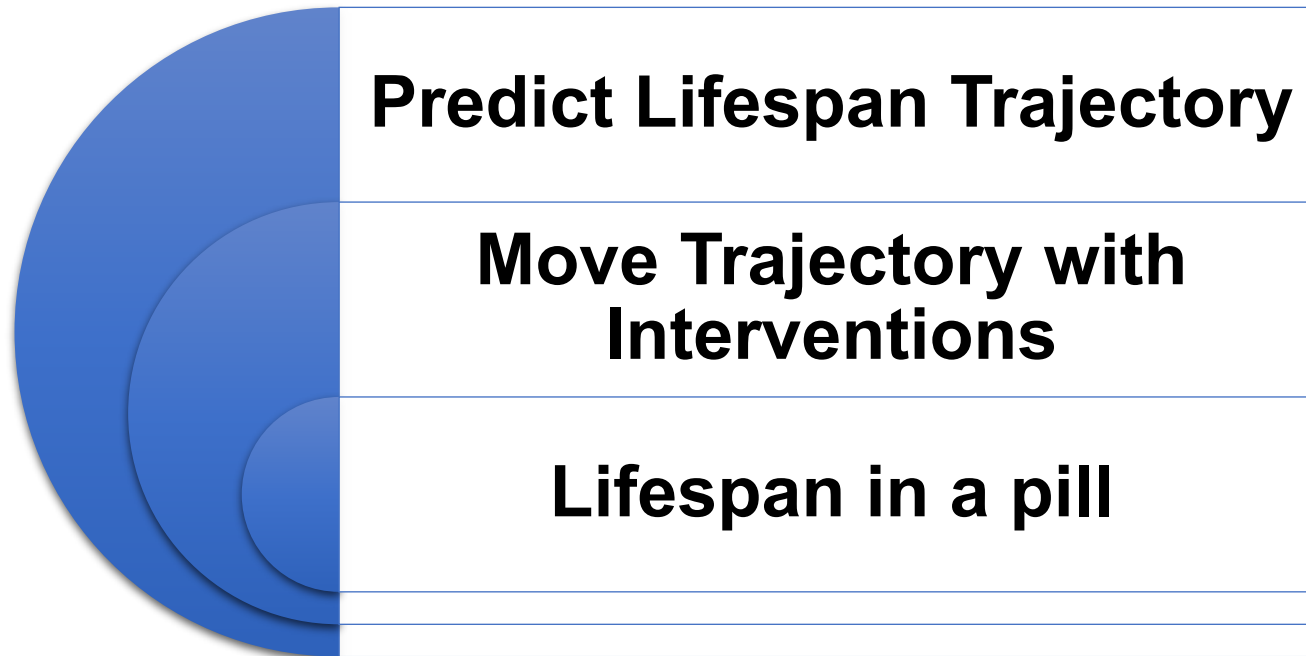 Predict Lifespan Trajectory
Move Trajectory with
Interventions
Lifespan in a pill